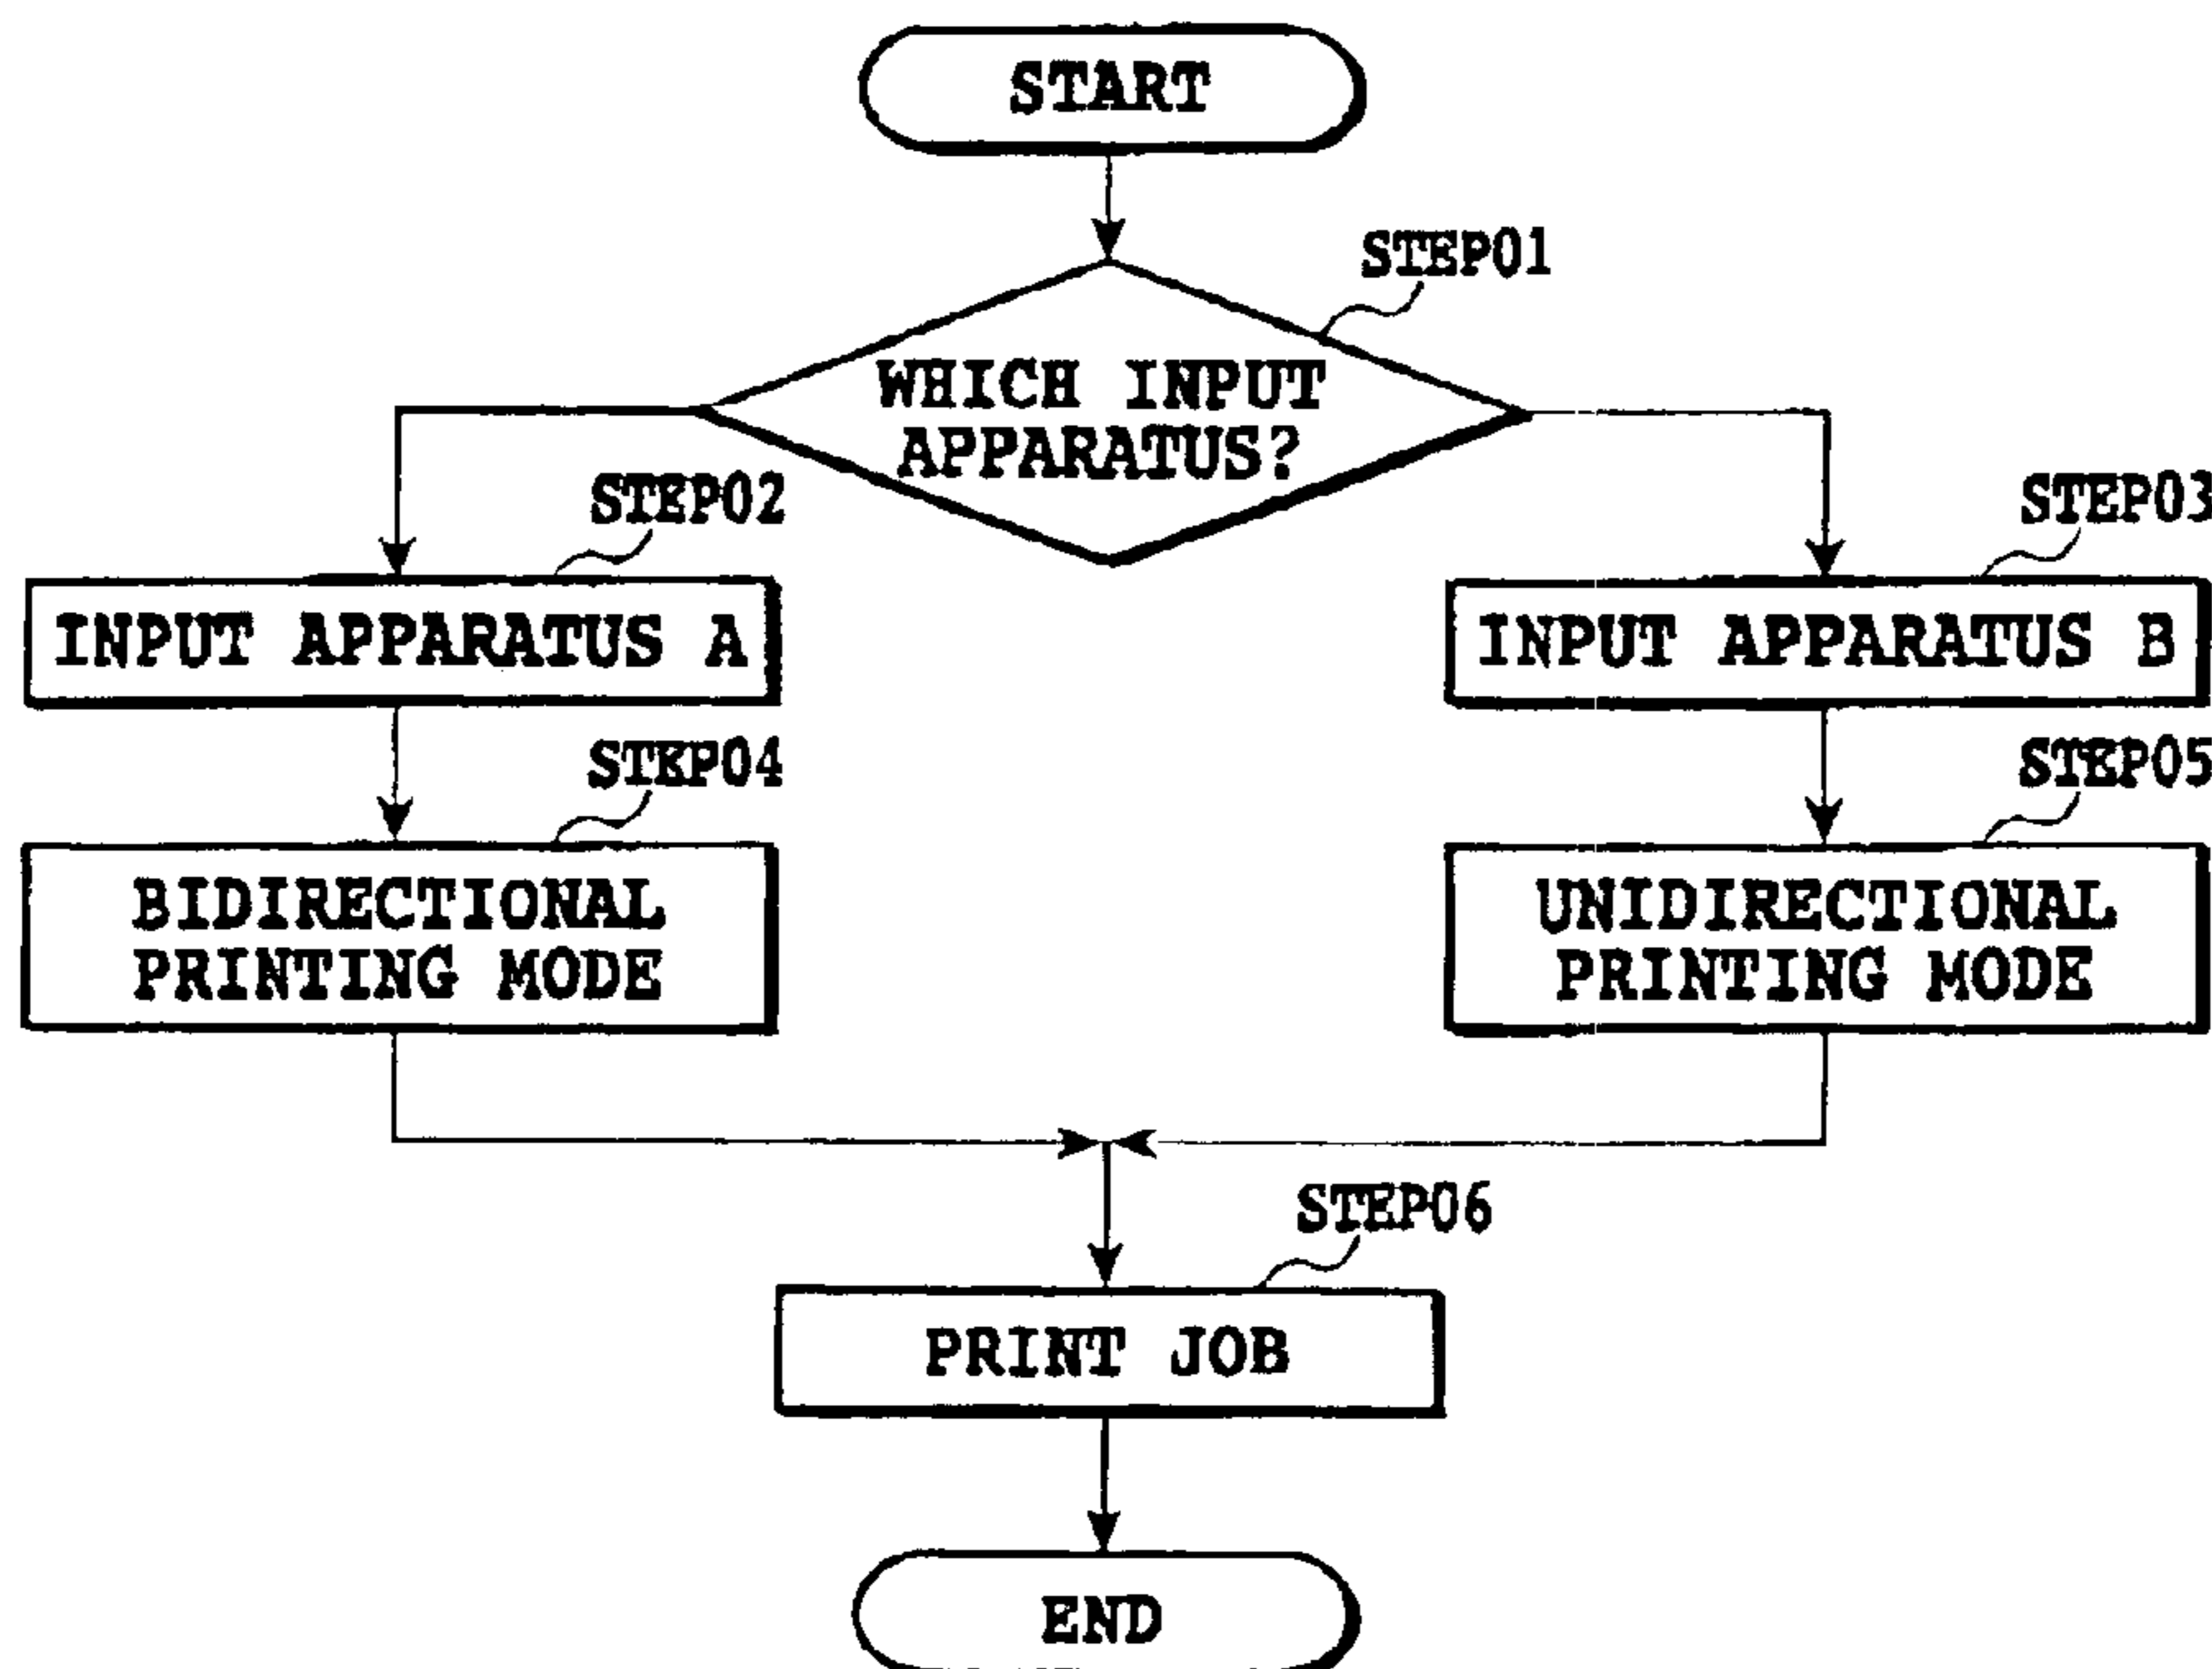 START
STEP01
WHICH INPUT
APPARATUS?
STEP02
STEP03
INPUT APPARATUS A
INPUT APPARATUS B
STEP04
STEP05
BIDIRECTIONAL
PRINTING MODE
UNIDIRECTIONAL
PRINTING MODE
STEP06
PRINT JOB
END